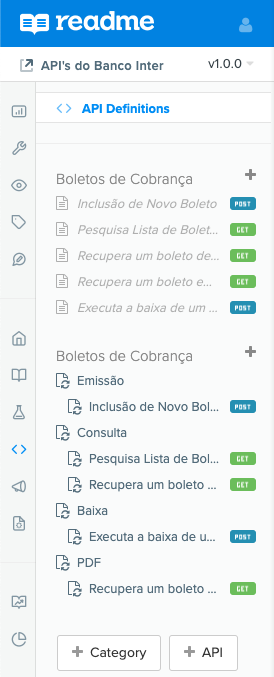 readme
API's do Banco Inter
v1.0.0
API Definitions
Boletos de Cobrança
Inclusão de Novo Boleto POST
Pesquisa Lista de Bolet... GET
Recupera um boleto de... GET
Recupera um boleto e... GET
Executa a baixa de um ... POST
Boletos de Cobrança
Emissão
Inclusão de Novo Bol... POST
Consulta
Pesquisa Lista de Bol... GET
Recupera um boleto ... GET
Baixa
Executa a baixa de u... POST
PDF
Recupera um boleto ... GET
+ Category
+ API